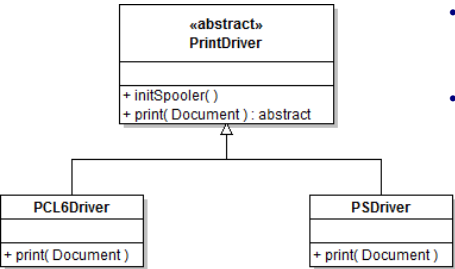 «abstract»
PrintDriver
+ initSpooler( )
+ print( Document ) : abstract
PCL6Driver
+ print( Document )
PSDriver
+ print( Document )